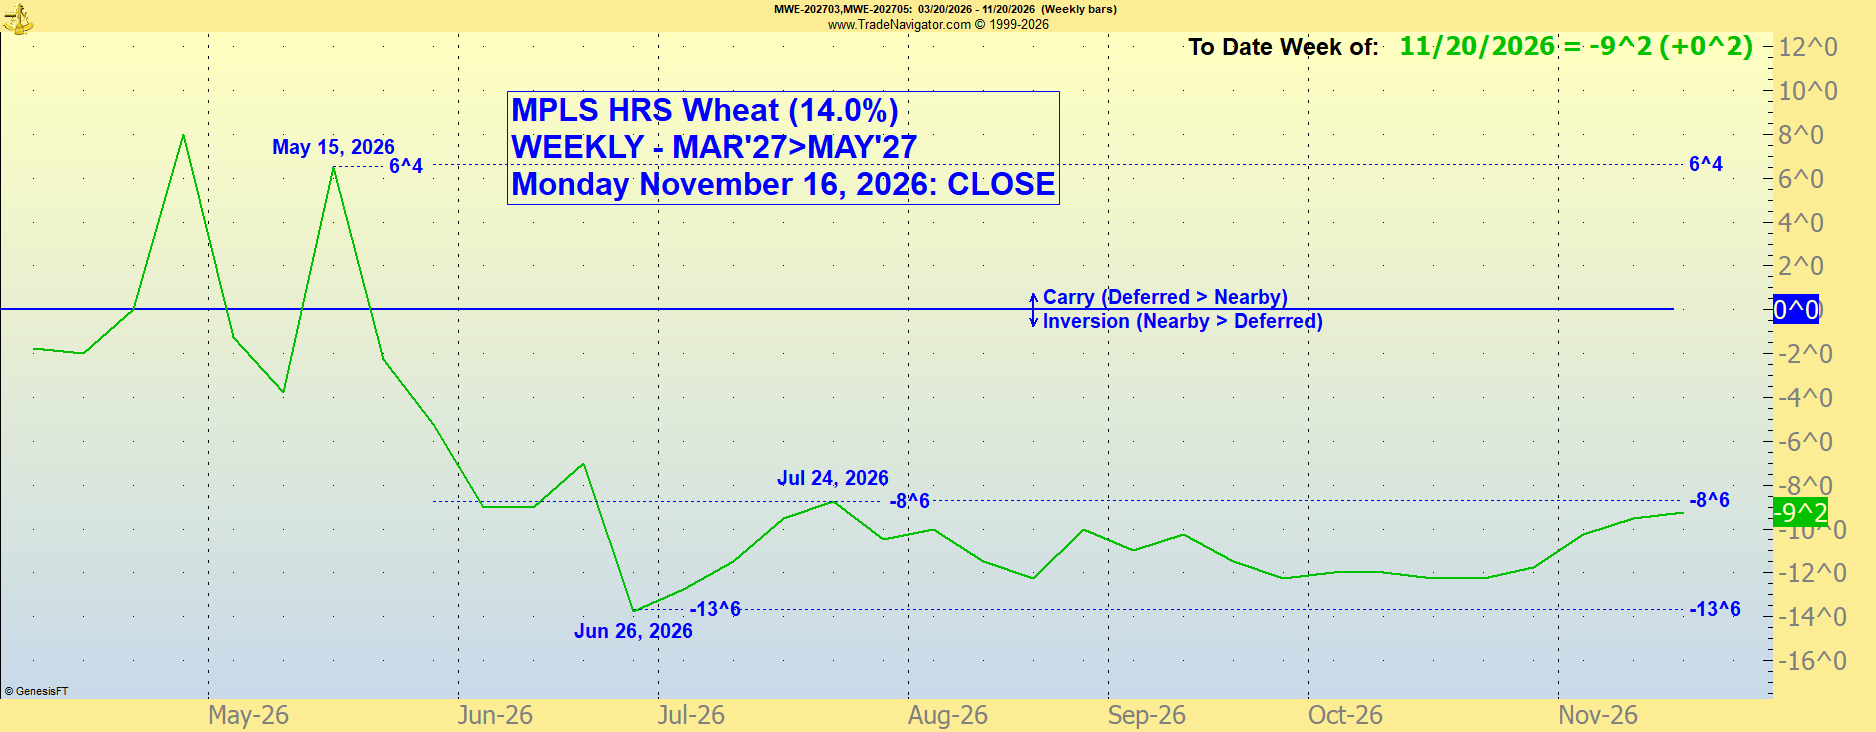 MWE-202703,MWE-202705: 03/20/2026 - 11/20/2026 (Weekly bars)
www.TradeNavigator.com © 1999-2026
To Date Week of: 11/20/2026 = -9^2 (+0^2)
MPLS HRS Wheat (14.0%)
WEEKLY - MAR'27>MAY'27
Monday November 16, 2026: CLOSE
May 15, 2026
6^4
6^4
Carry (Deferred > Nearby)
Inversion (Nearby > Deferred)
Jul 24, 2026
-8^6
-8^6
-13^6
-13^6
Jun 26, 2026
12^0
10^0
8^0
6^0
4^0
2^0
0^0
-2^0
-4^0
-6^0
-8^0
-9^2
-10^0
-12^0
-14^0
-16^0
© GenesisFT
May-26 Jun-26 Jul-26 Aug-26 Sep-26 Oct-26 Nov-26